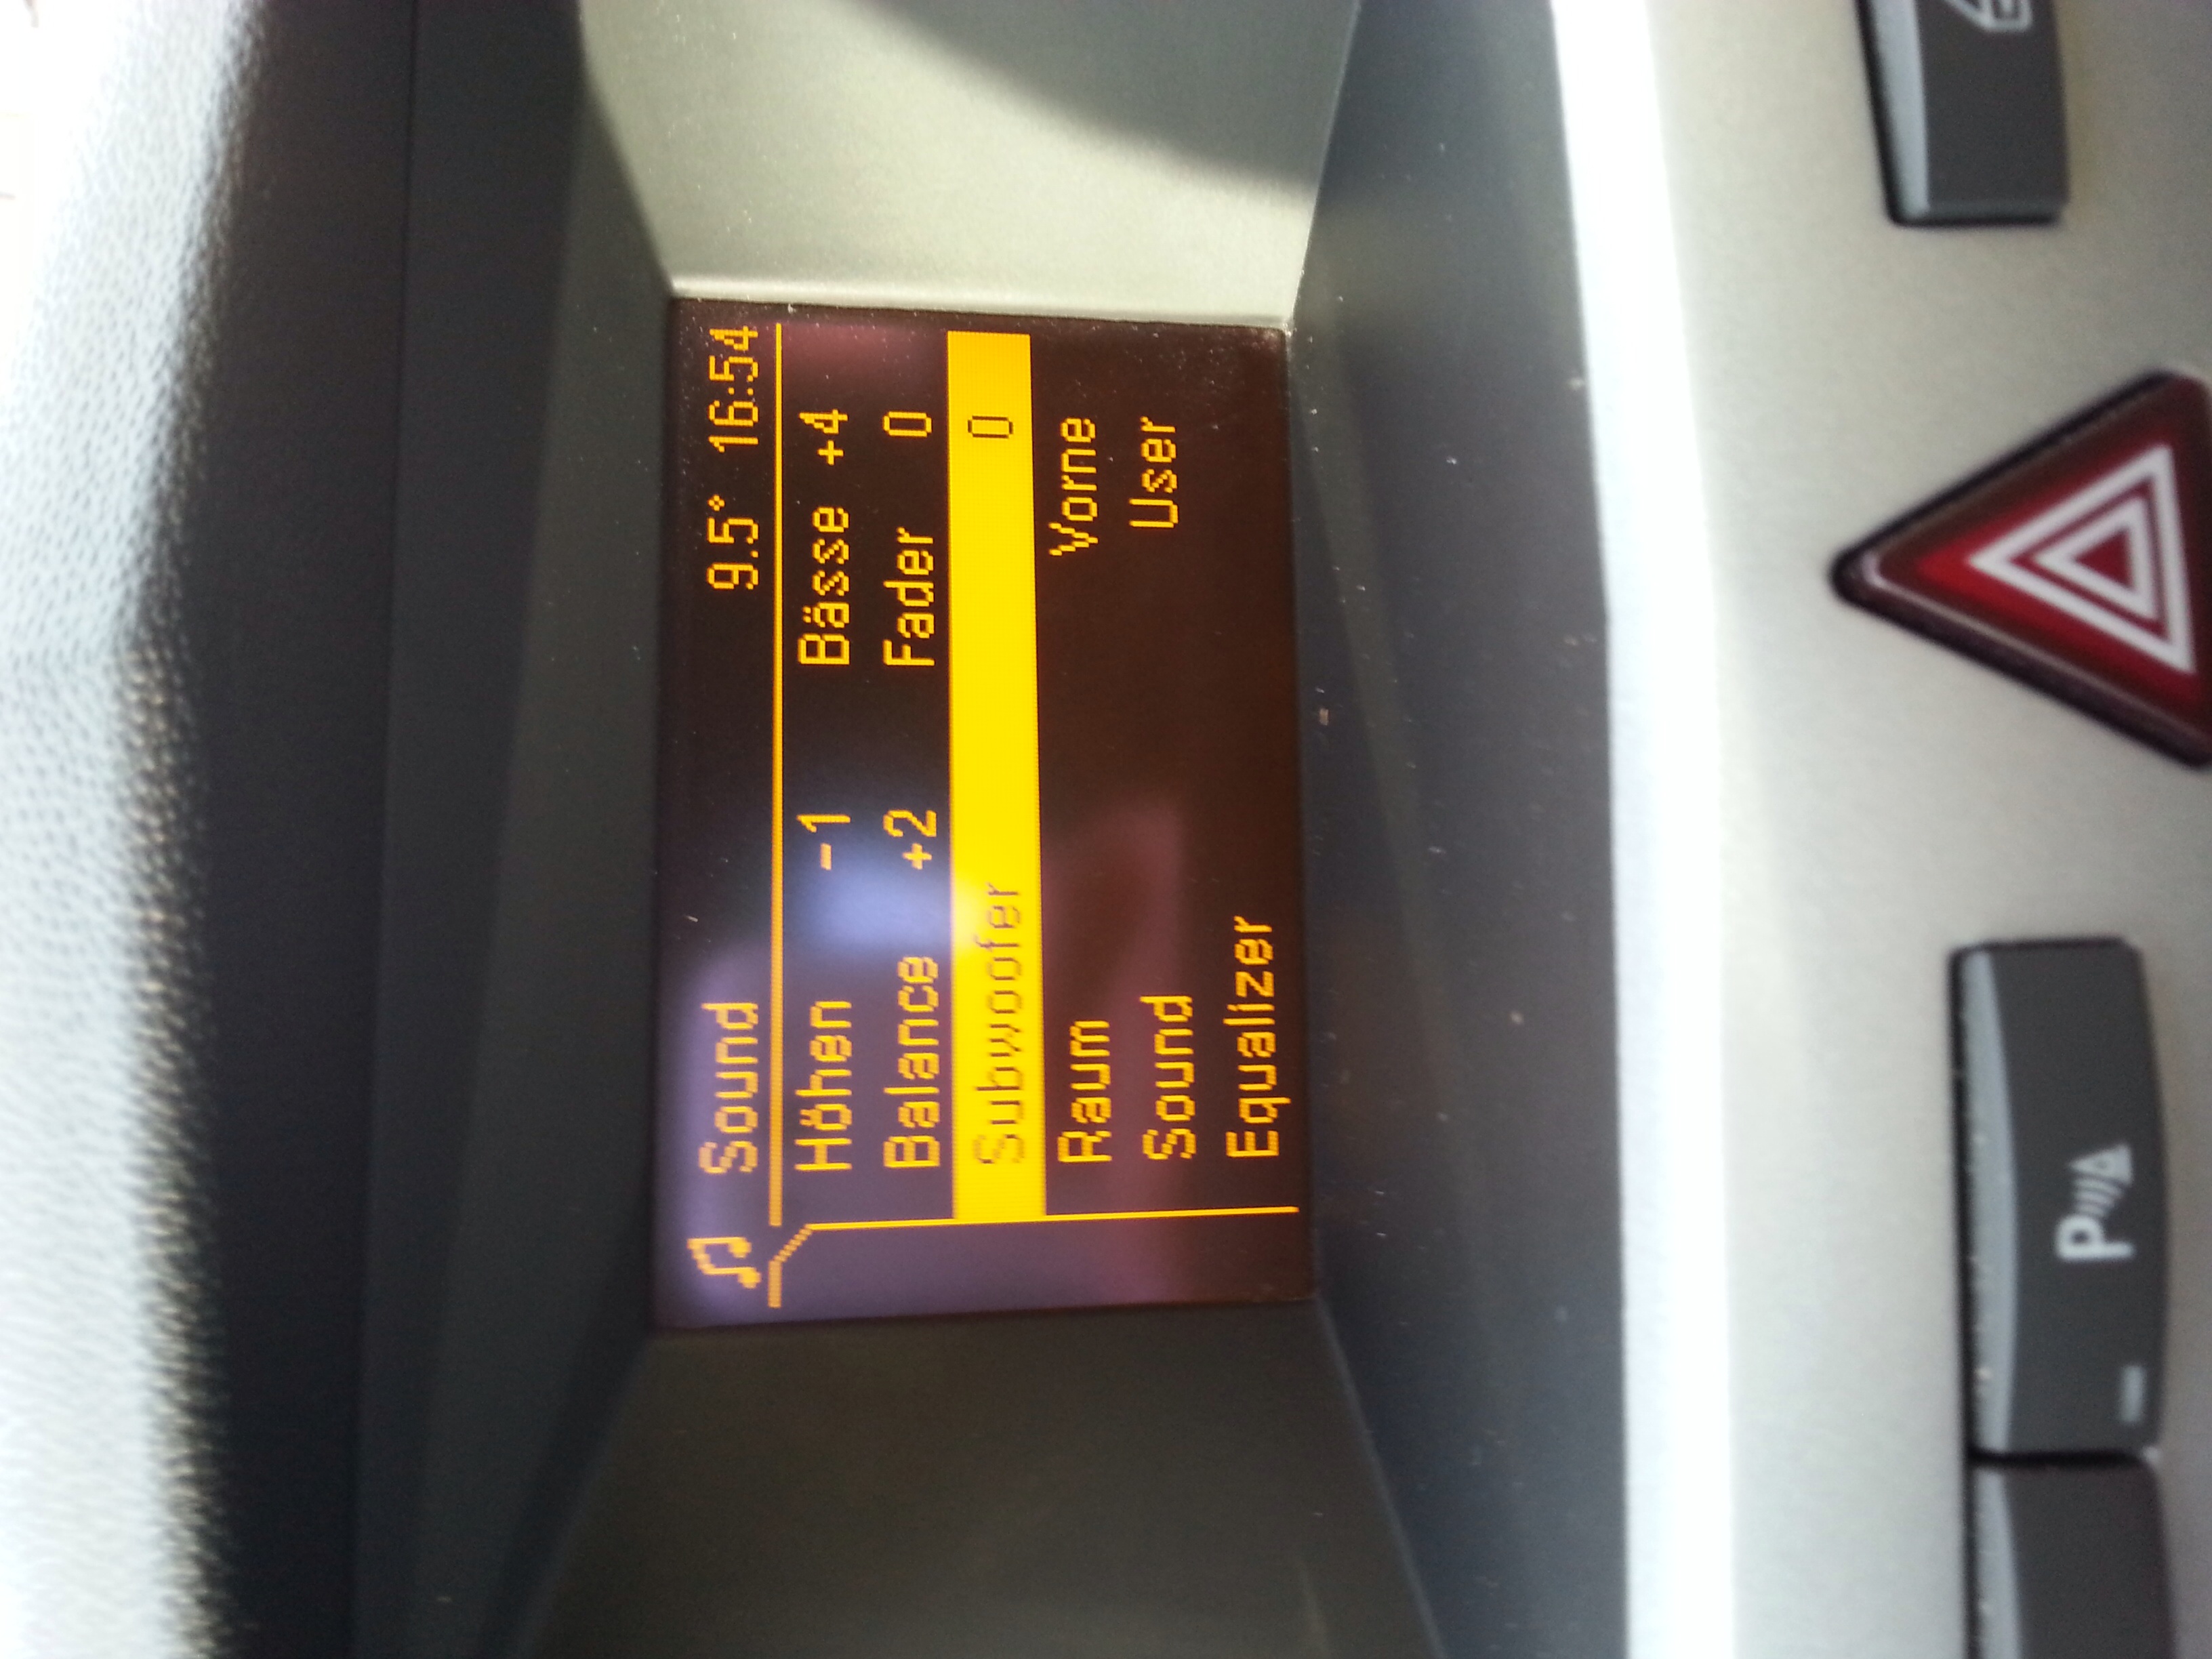 Sound 9.5° 16:54
Höhen -1 Bässe +4
Balance +2 Fader 0
Subwoofer 0
Raum Vorne
Sound User
Equalizer
P